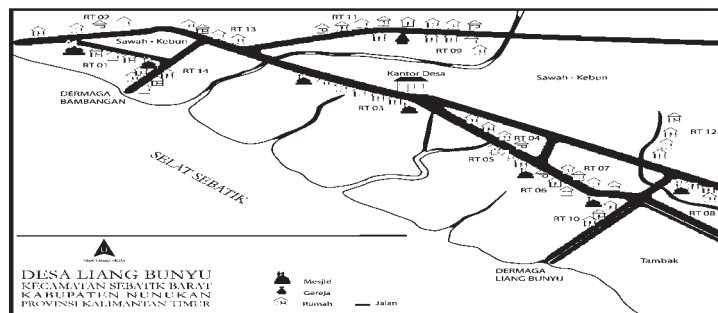 RT 02
RT 13
RT 11
Sawah - Kebun
RT 09
RT 01
RT 14
Kantor Desa
Sawah - Kebun
DERMAGA
BAMBANGAN
RT 03
RT 04
RT 12
SELAT SEBATIK
RT 05
RT 07
RT 06
RT 08
RT 10
U
DERMAGA
LIANG BUNYU
Tambak
DESA LIANG BUNYU
KECAMATAN SEBATIK BARAT
KABUPATEN NUNUKAN
PROVINSI KALIMANTAN TIMUR
Mesjid
Gereja
Rumah
Jalan